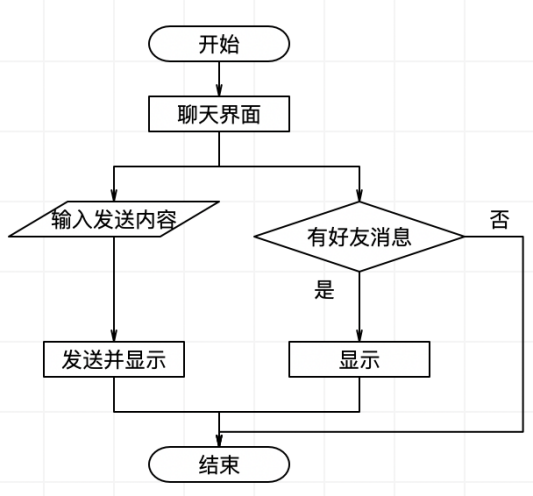 开始
聊天界面
输入发送内容
有好友消息
否
是
发送并显示
显示
结束